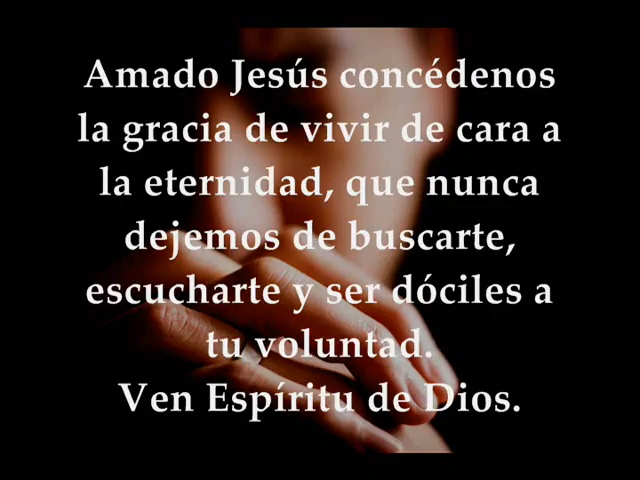 Amado Jesús concédenos
la gracia de vivir de cara a
la eternidad, que nunca
dejemos de buscarte,
escucharte y ser dóciles a
tu voluntad.
Ven Espíritu de Dios.